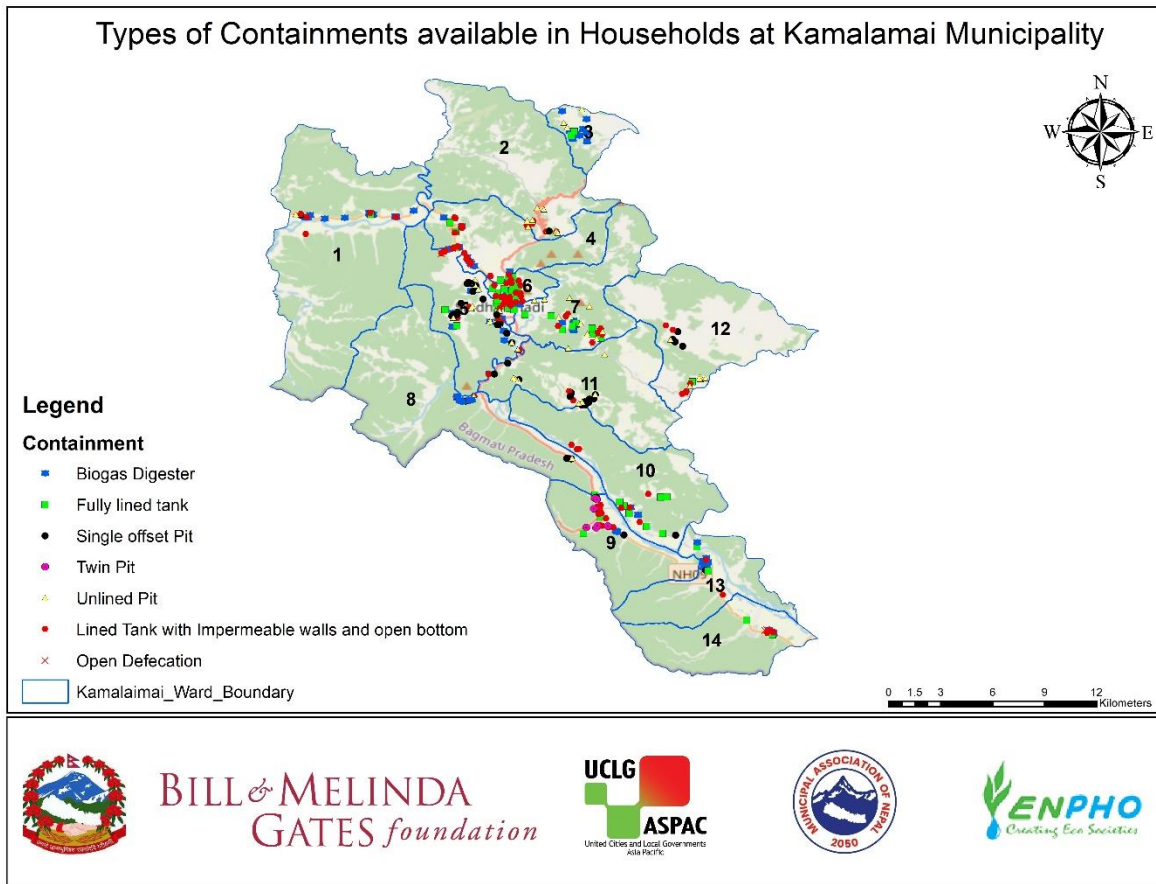 Types of Containments available in Households at Kamalamai Municipality
N
W E
S
3
2
1
4
6
5
7
12
8
11
Bagmati Pradesh
10
9
NH09
13
14
Legend
Containment
Biogas Digester
Fully lined tank
Single offset Pit
Twin Pit
Unlined Pit
Lined Tank with Impermeable walls and open bottom
Open Defecation
Kamalaimai_Ward_Boundary
0 1.5 3 6 9 12
Kilometers
BILL & MELINDA
GATES foundation
UCLG
ASPAC
United Cities and Local Governments
Asia Pacific
MUNICIPAL ASSOCIATION OF NEPAL
2050
ENPHO
Creating Eco Societies